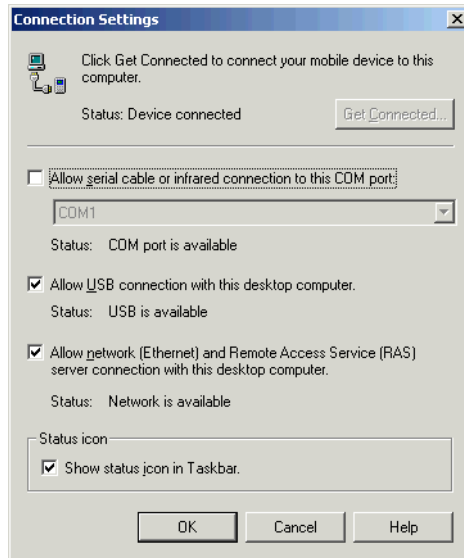 Connection Settings
Click Get Connected to connect your mobile device to this
computer.
Status: Device connected
Get Connected...
Allow serial cable or infrared connection to this COM port:
COM1
Status: COM port is available
Allow USB connection with this desktop computer.
Status: USB is available
Allow network (Ethernet) and Remote Access Service (RAS)
server connection with this desktop computer.
Status: Network is available
Status icon
Show status icon in Taskbar.
OK Cancel Help